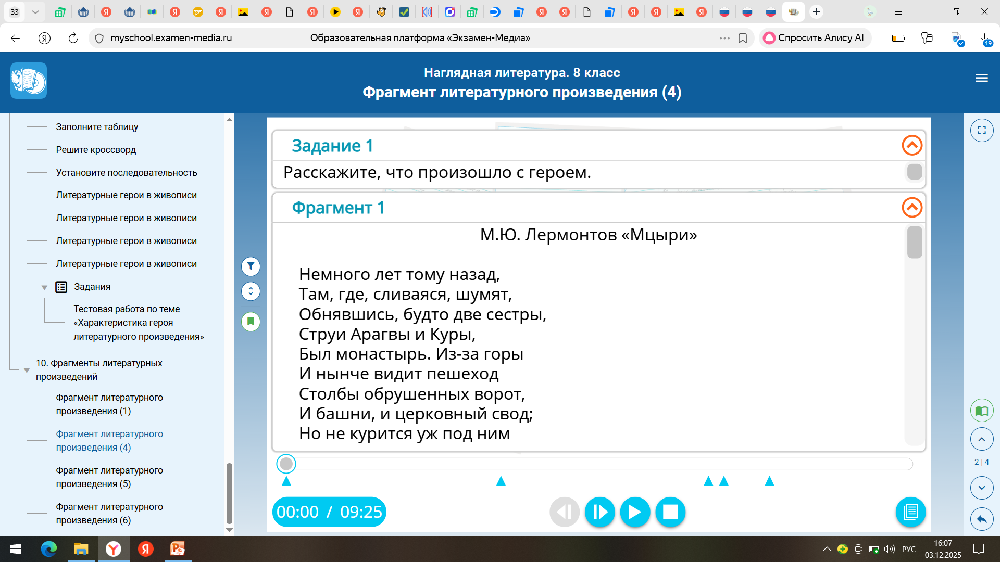 33
myschool.examen-media.ru
Образовательная платформа «Экзамен-Медиа»
Спросить Алису AI
19
Наглядная литература. 8 класс
Фрагмент литературного произведения (4)
Заполните таблицу
Решите кроссворд
Установите последовательность
Литературные герои в живописи
Литературные герои в живописи
Литературные герои в живописи
Литературные герои в живописи
Задания
Тестовая работа по теме
«Характеристика героя
литературного произведения»
10. Фрагменты литературных
произведений
Фрагмент литературного
произведения (1)
Фрагмент литературного
произведения (4)
Фрагмент литературного
произведения (5)
Фрагмент литературного
произведения (6)
Задание 1
Расскажите, что произошло с героем.
Фрагмент 1
М.Ю. Лермонтов «Мцыри»
Немного лет тому назад,
Там, где, сливаяся, шумят,
Обнявшись, будто две сестры,
Струи Арагвы и Куры,
Был монастырь. Из-за горы
И нынче видит пешеход
Столбы обрушенных ворот,
И башни, и церковный свод;
Но не курится уж под ним
00:00 / 09:25
2 | 4
РУС
16:07
03.12.2025